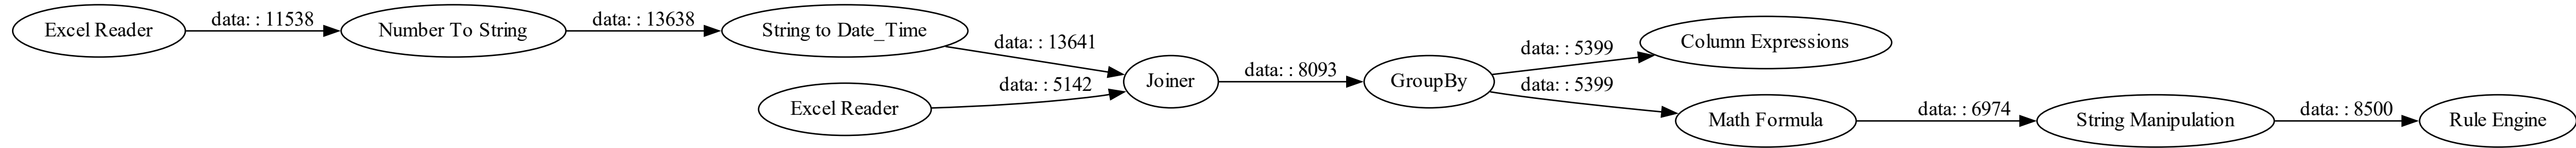 Excel Reader
data: : 11538
Number To String
data: : 13638
String to Date_Time
data: : 13641
Excel Reader
data: : 5142
Joiner
data: : 8093
GroupBy
data: : 5399
Column Expressions
data: : 5399
Math Formula
data: : 6974
String Manipulation
data: : 8500
Rule Engine